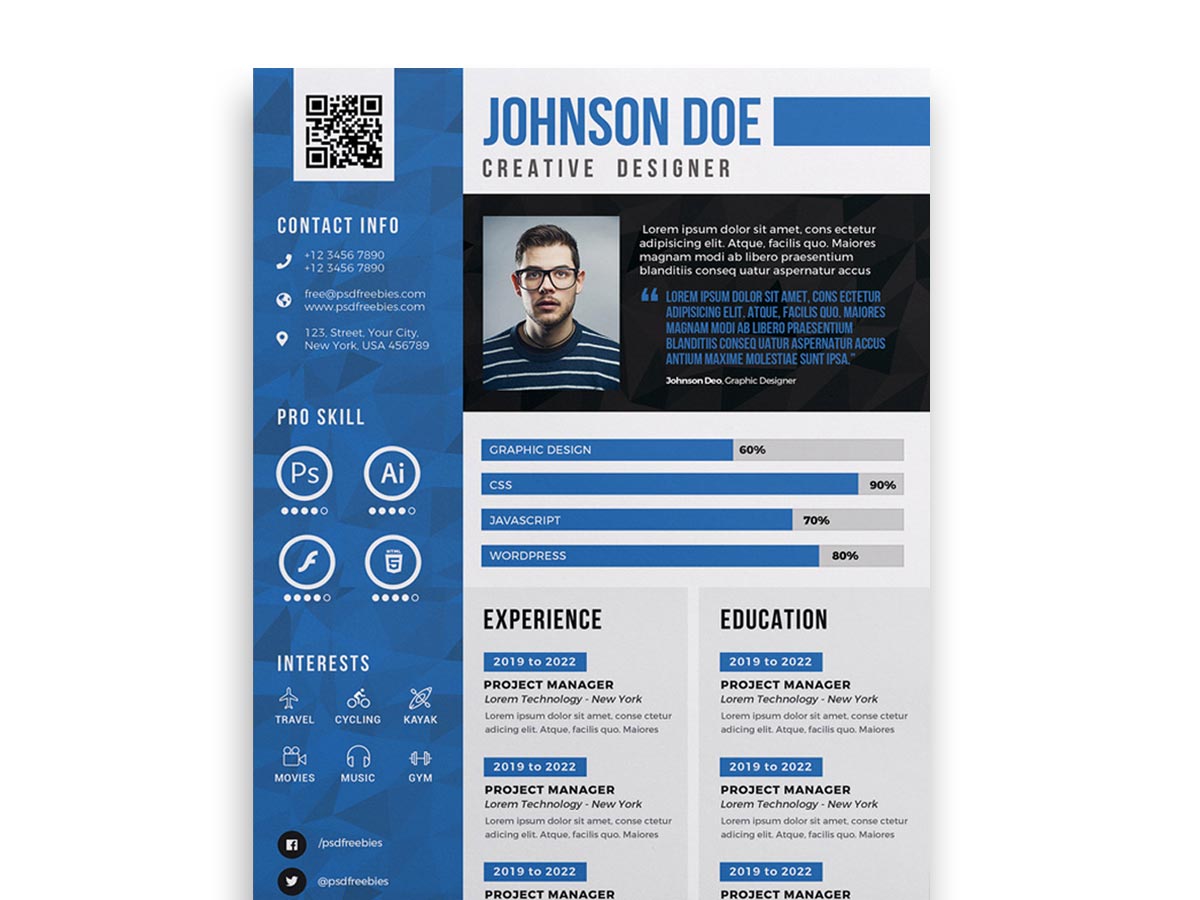 JOHNSON DOE
CREATIVE DESIGNER
CONTACT INFO
+12 3456 7890
+12 3456 7890
free@psdfreebies.com
www.psdfreebies.com
123, Street, Your City,
New York, USA 456789
PRO SKILL
Ps
Ai
HTML
5
INTERESTS
TRAVEL
CYCLING
KAYAK
MOVIES
MUSIC
GYM
/psdfreebies
@psdfreebies
Lorem ipsum dolor sit amet, cons ectetur
adipisicing elit. Atque, facilis quo. Maiores
magnam modi ab libero praesentium
blanditiis conseq uatur aspernatur accus
“ LOREM IPSUM DOLOR SIT AMET, CONS ECTETUR
ADIPISICING ELIT. ATQUE, FACILIS QUO. MAIORES
MAGNAM MODI AB LIBERO PRAESENTIUM
BLANDITIIS CONSEQ UATUR ASPERNATUR ACCUS
ANTIUM MAXIME MOLESTIAE SUNT IPSA.”
Johnson Deo, Graphic Designer
GRAPHIC DESIGN 60%
CSS 90%
JAVASCRIPT 70%
WORDPRESS 80%
EXPERIENCE
2019 to 2022
PROJECT MANAGER
Lorem Technology - New York
Lorem ipsum dolor sit amet, conse ctetur
adicing elit. Atque, facilis quo. Maiores
2019 to 2022
PROJECT MANAGER
Lorem Technology - New York
Lorem ipsum dolor sit amet, conse ctetur
adicing elit. Atque, facilis quo. Maiores
2019 to 2022
PROJECT MANAGER
EDUCATION
2019 to 2022
PROJECT MANAGER
Lorem Technology - New York
Lorem ipsum dolor sit amet, conse ctetur
adicing elit. Atque, facilis quo. Maiores
2019 to 2022
PROJECT MANAGER
Lorem Technology - New York
Lorem ipsum dolor sit amet, conse ctetur
adicing elit. Atque, facilis quo. Maiores
2019 to 2022
PROJECT MANAGER